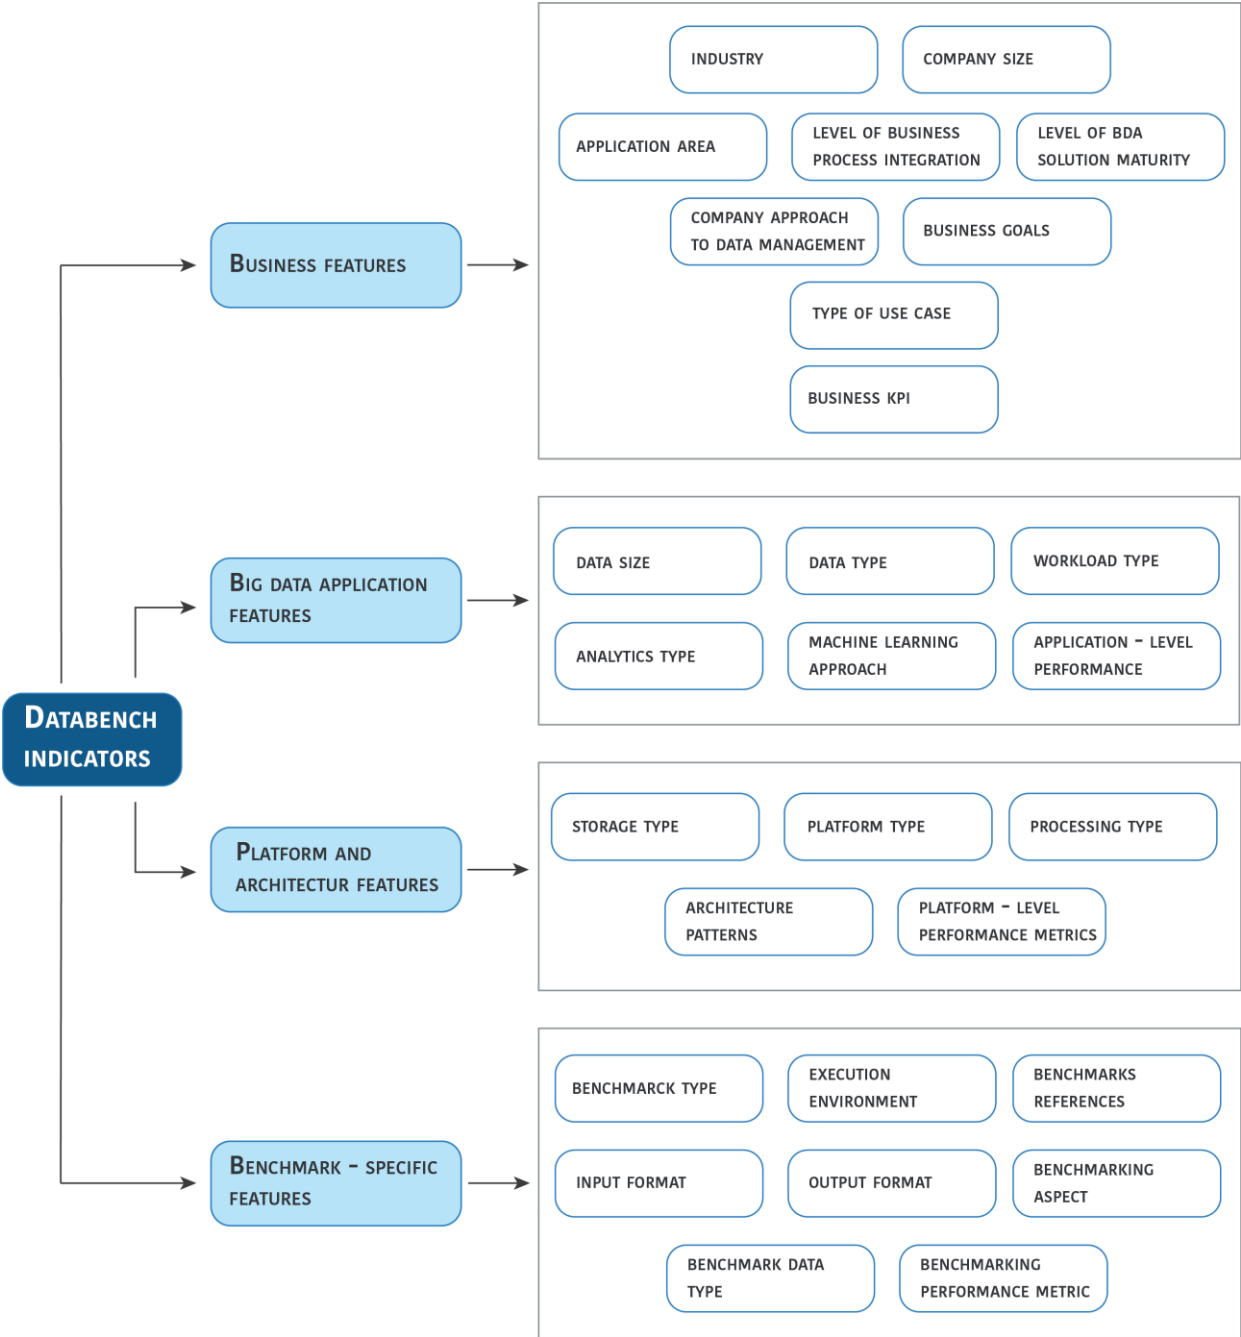 INDUSTRY
COMPANY SIZE
APPLICATION AREA
LEVEL OF BUSINESS
PROCESS INTEGRATION
LEVEL OF BDA
SOLUTION MATURITY
COMPANY APPROACH
TO DATA MANAGEMENT
BUSINESS GOALS
TYPE OF USE CASE
BUSINESS KPI
BUSINESS FEATURES
DATA SIZE
DATA TYPE
WORKLOAD TYPE
ANALYTICS TYPE
MACHINE LEARNING
APPROACH
APPLICATION - LEVEL
PERFORMANCE
BIG DATA APPLICATION
FEATURES
DATABENCH
INDICATORS
STORAGE TYPE
PLATFORM TYPE
PROCESSING TYPE
ARCHITECTURE
PATTERNS
PLATFORM - LEVEL
PERFORMANCE METRICS
PLATFORM AND
ARCHITECTUR FEATURES
BENCHMARCK TYPE
EXECUTION
ENVIRONMENT
BENCHMARKS
REFERENCES
INPUT FORMAT
OUTPUT FORMAT
BENCHMARKING
ASPECT
BENCHMARK DATA
TYPE
BENCHMARKING
PERFORMANCE METRIC
BENCHMARK - SPECIFIC
FEATURES